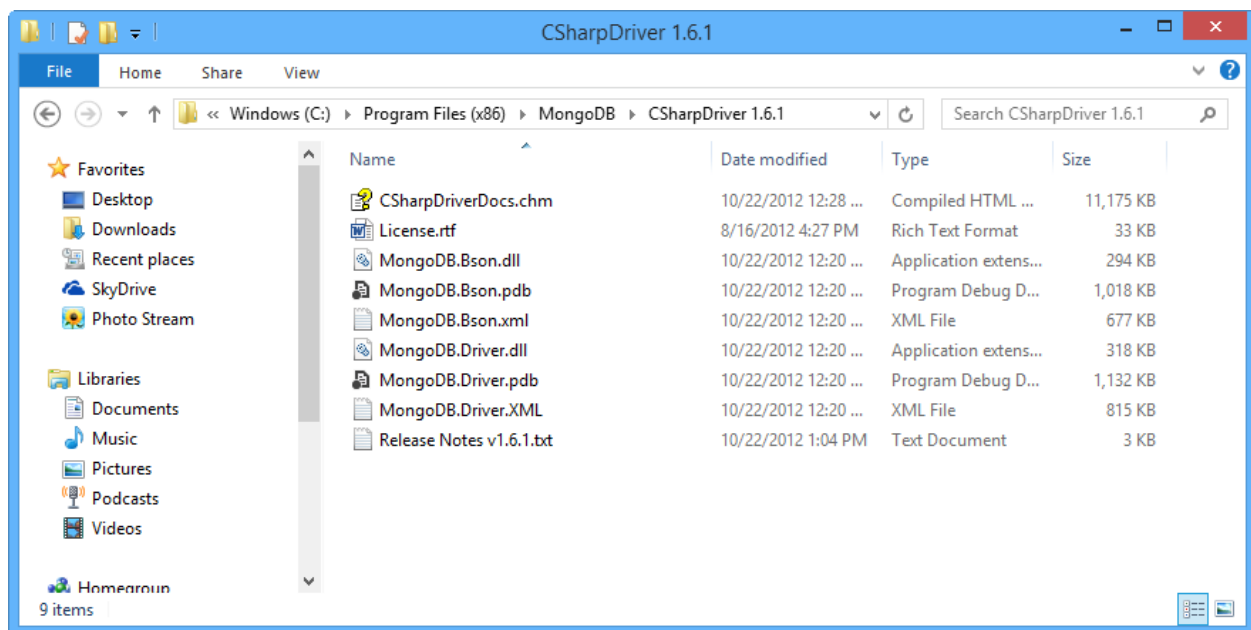 CSharpDriver 1.6.1
File Home Share View
« Windows (C:) Program Files (x86) MongoDB CSharpDriver 1.6.1 Search CSharpDriver 1.6.1
Name Date modified Type Size
Favorites
Desktop
Downloads
Recent places
SkyDrive
Photo Stream
Libraries
Documents
Music
Pictures
Podcasts
Videos
Homegroup
CSharpDriverDocs.chm 10/22/2012 12:28 ... Compiled HTML ... 11,175 KB
License.rtf 8/16/2012 4:27 PM Rich Text Format 33 KB
MongoDB.Bson.dll 10/22/2012 12:20 ... Application extens... 294 KB
MongoDB.Bson.pdb 10/22/2012 12:20 ... Program Debug D... 1,018 KB
MongoDB.Bson.xml 10/22/2012 12:20 ... XML File 677 KB
MongoDB.Driver.dll 10/22/2012 12:20 ... Application extens... 318 KB
MongoDB.Driver.pdb 10/22/2012 12:20 ... Program Debug D... 1,132 KB
MongoDB.Driver.XML 10/22/2012 12:20 ... XML File 815 KB
Release Notes v1.6.1.txt 10/22/2012 1:04 PM Text Document 3 KB
9 items